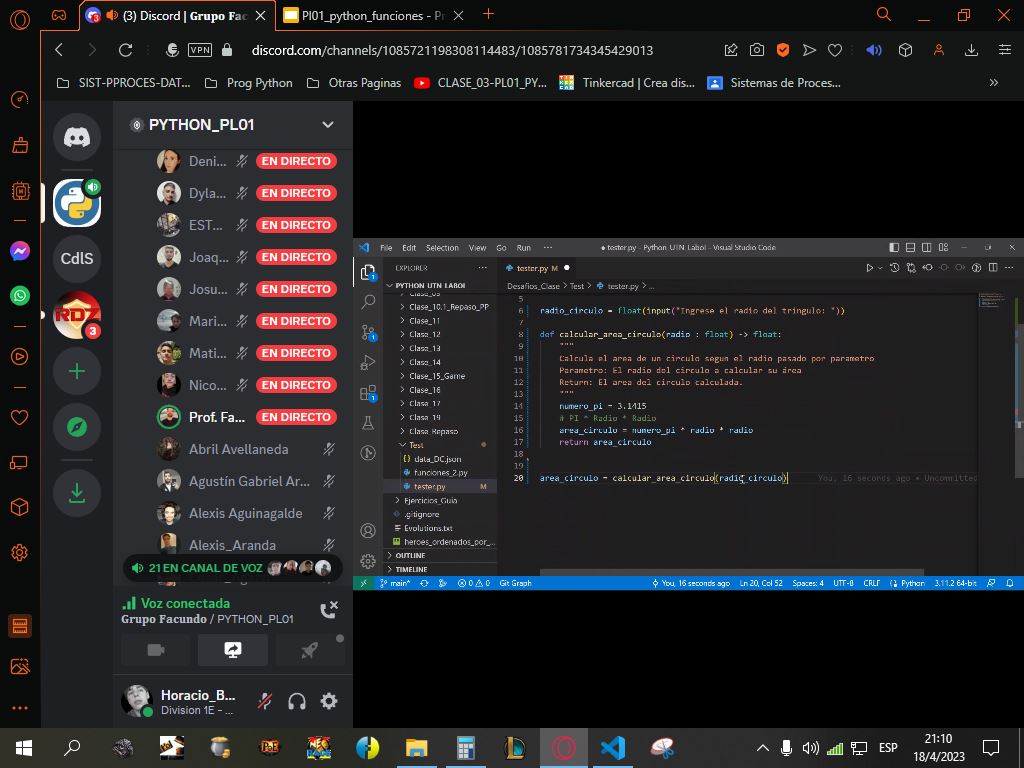 (3) Discord | Grupo Fac
PI01_python_funciones - P
VPN
discord.com/channels/1085721198308114483/1085781734345429013
SIST-PPROCES-DAT...
Prog Python
Otras Paginas
CLASE_03-PL01_PY...
Tinkercad | Crea dis...
Sistemas de Proces...
»
PYTHON_PL01
Deni...
EN DIRECTO
Dyla...
EN DIRECTO
EST...
EN DIRECTO
Joaq...
EN DIRECTO
Josu...
EN DIRECTO
Mari...
EN DIRECTO
Mati...
EN DIRECTO
Nico...
EN DIRECTO
Prof. Fa...
EN DIRECTO
Abril Avellaneda
Agustín Gabriel Ar...
Alexis Aguinagalde
Alexis_Aranda
21 EN CANAL DE VOZ
Voz conectada
Grupo Facundo / PYTHON_PL01
Horacio_B...
Division 1E - ...
CdlS
RDZ
3
File Edit Selection View Go Run ···
● tester.py - Python_UTN_LaboI - Visual Studio Code
EXPLORER
PYTHON_UTN_LABOI
Clase_09
Clase_10.1_Repaso_PP
Clase_11
Clase_12
Clase_13
Clase_14
Clase_15_Game
Clase_16
Clase_17
Clase_19
Clase_Repaso
Test
data_DC.json
funciones_2.py
tester.py M
Ejercicios_Guia
.gitignore
Evolutions.txt
heroes_ordenados_por_...
OUTLINE
TIMELINE
tester.py M
Desafios_Clase > Test > tester.py > ...
5
6 radio_circulo = float(input("Ingrese el radio del tringulo: "))
7
8 def calcular_area_circulo(radio : float) -> float:
9 """
10 Calcula el area de un circulo segun el radio pasado por parametro
11 Parametro: El radio del circulo a calcular su área
12 Return: El area del circulo calculada.
13 """
14 numero_pi = 3.1415
15 # PI * Radio * Radio
16 area_circulo = numero_pi * radio * radio
17 return area_circulo
18
19
20 area_circulo = calcular_area_circulo(radio_circulo) You, 16 seconds ago • Uncommitted
main* 0 0 Git Graph
You, 16 seconds ago Ln 20, Col 52 Spaces: 4 UTF-8 CRLF Python 3.11.2 64-bit
ESP
21:10
18/4/2023